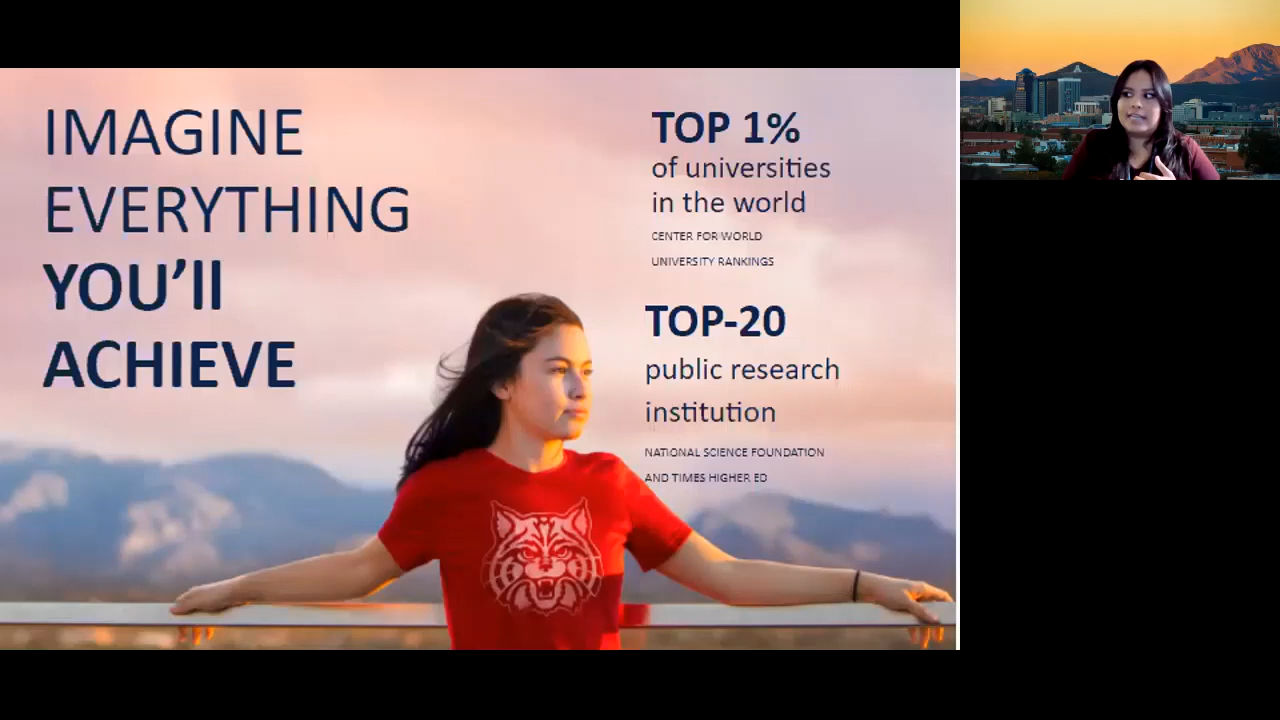 IMAGINE
EVERYTHING
YOU'll
ACHIEVE
TOP 1%
of universities
in the world
CENTER FOR WORLD
UNIVERSITY RANKINGS
TOP-20
public research
institution
NATIONAL SCIENCE FOUNDATION
AND TIMES HIGHER ED